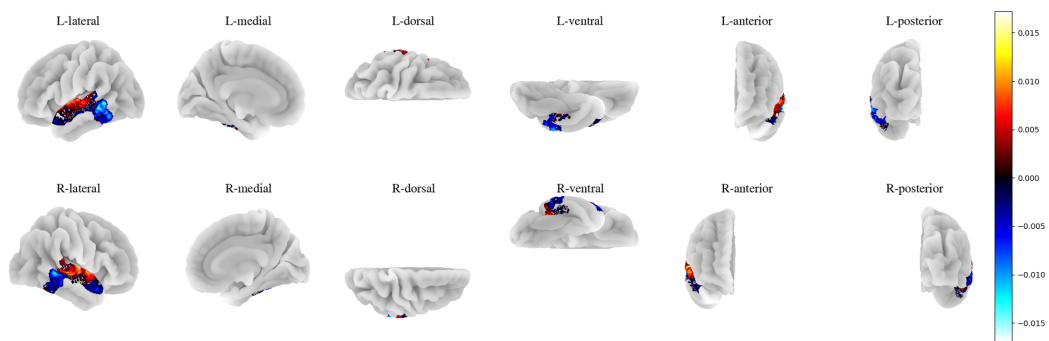 L-lateral
L-medial
L-dorsal
L-ventral
L-anterior
L-posterior
R-lateral
R-medial
R-dorsal
R-ventral
R-anterior
R-posterior
0.015
0.010
0.005
0.000
−0.005
−0.010
−0.015